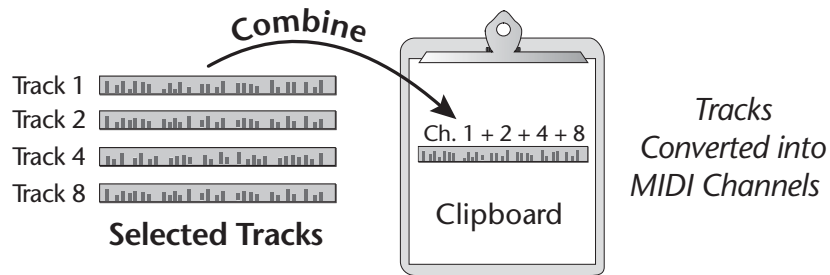 Combine
Track 1
Track 2
Track 4
Track 8
Selected Tracks
Ch. 1 + 2 + 4 + 8
Clipboard
Tracks
Converted into
MIDI Channels